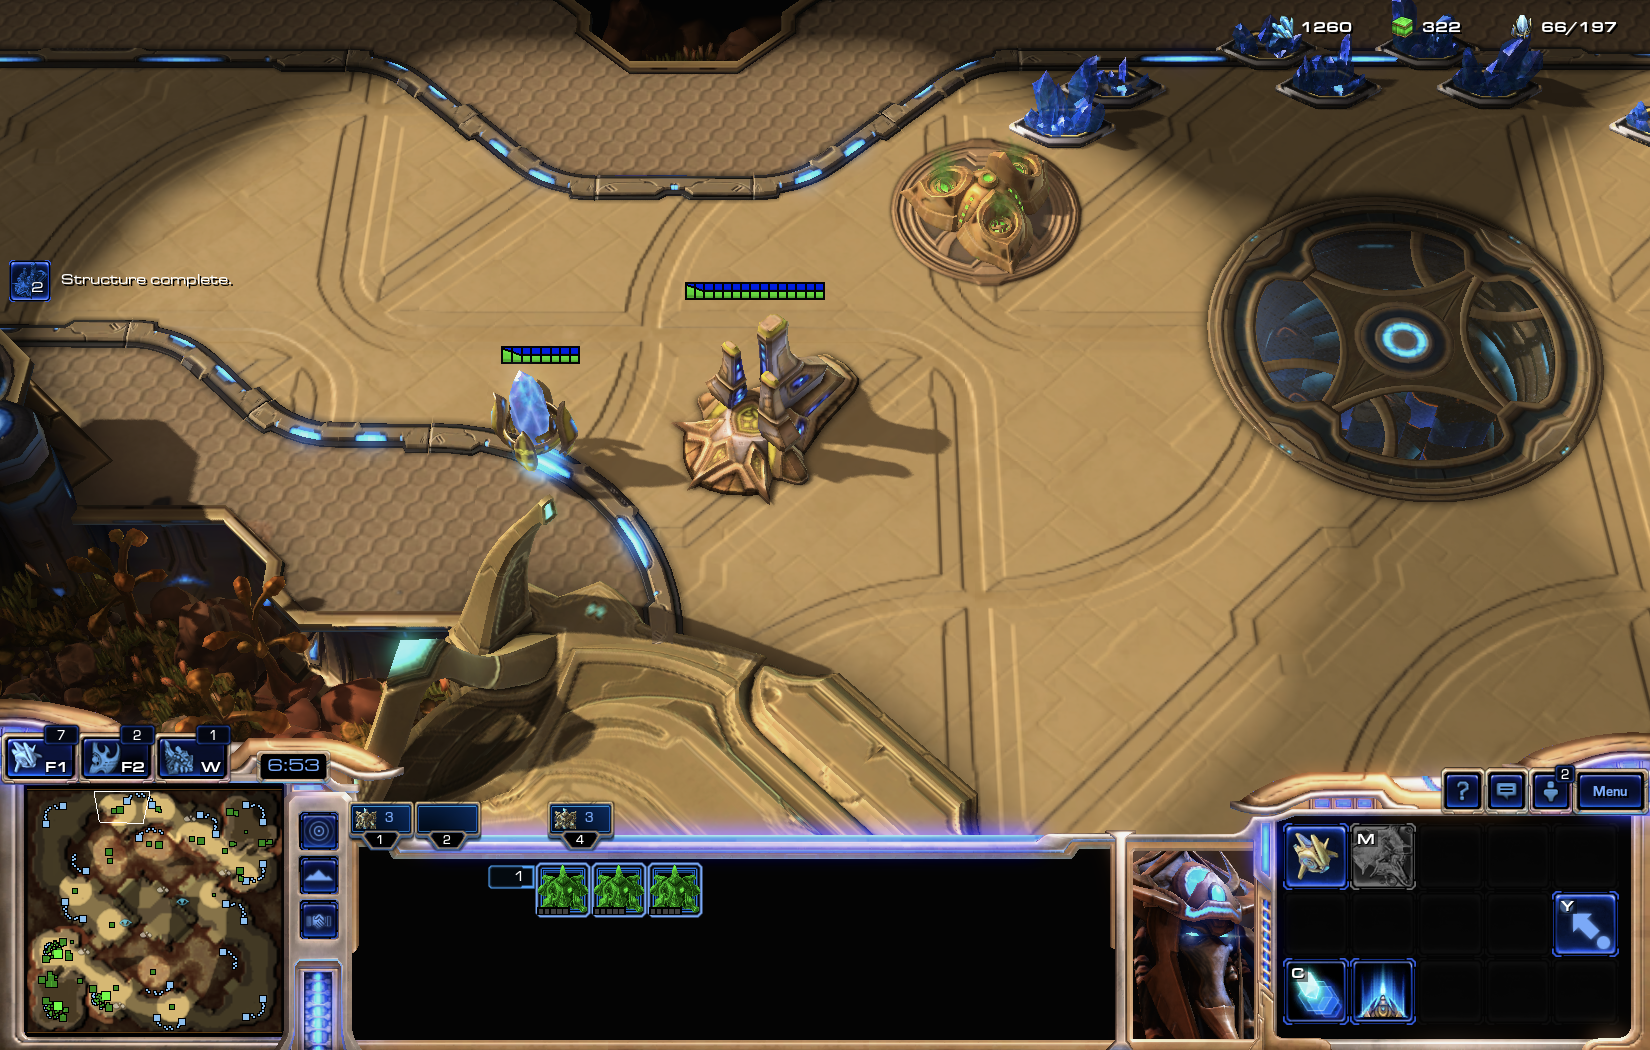 1260 322 66/197
2 Structure complete.
7 2 1
F1 F2 W
6:53
3 3
1 2 4
1
2
? Menu
M
Y
C